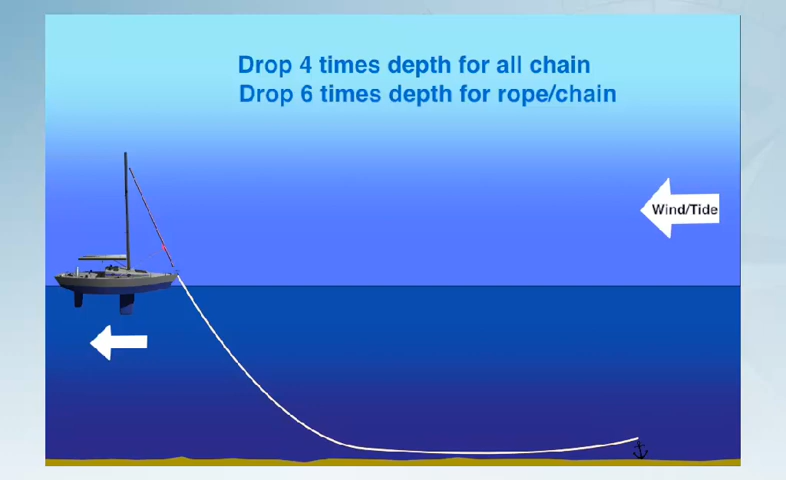 Drop 4 times depth for all chain
Drop 6 times depth for rope/chain
Wind/Tide